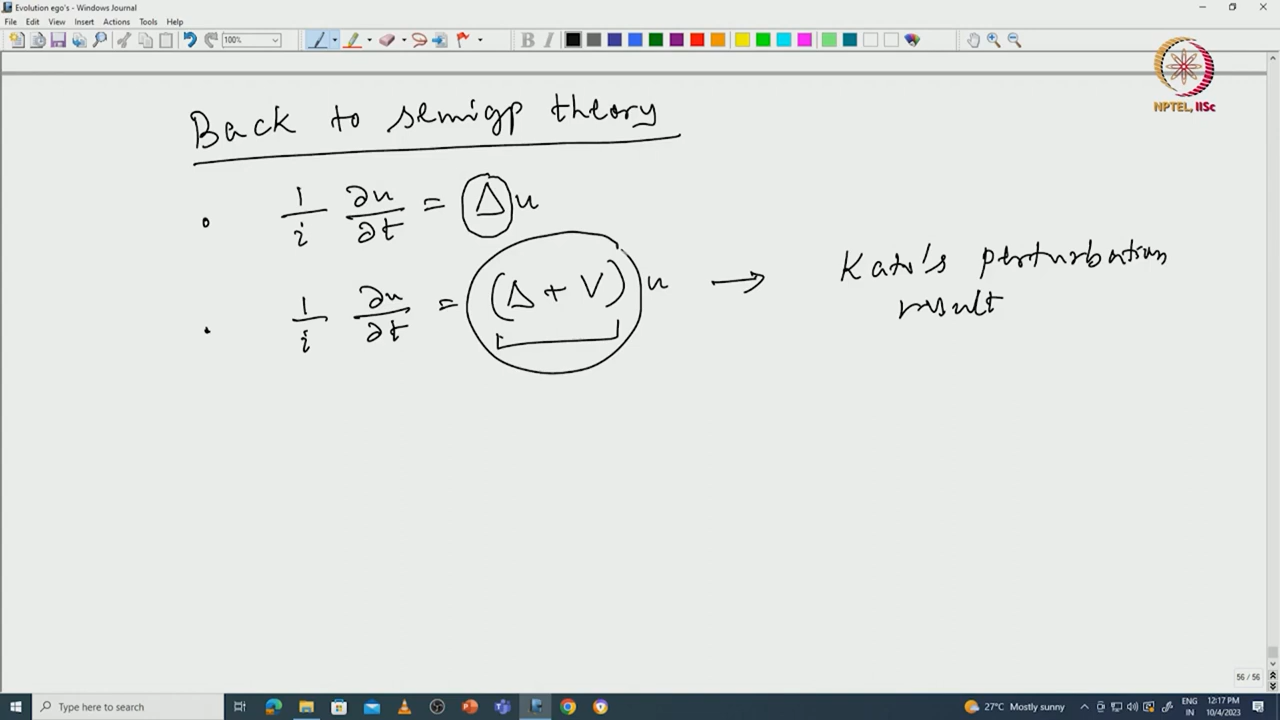 Evolution eqo's - Windows Journal
File Edit View Insert Actions Tools Help
100%
NPTEL, IISc
Back to semigp theory
• 1/i ∂u/∂t = Δu
• 1/i ∂u/∂t = (Δ + V) u → Kato's perturbation
result
56 / 56
Type here to search
27°C Mostly sunny
ENG
IN
12:17 PM
10/4/2023